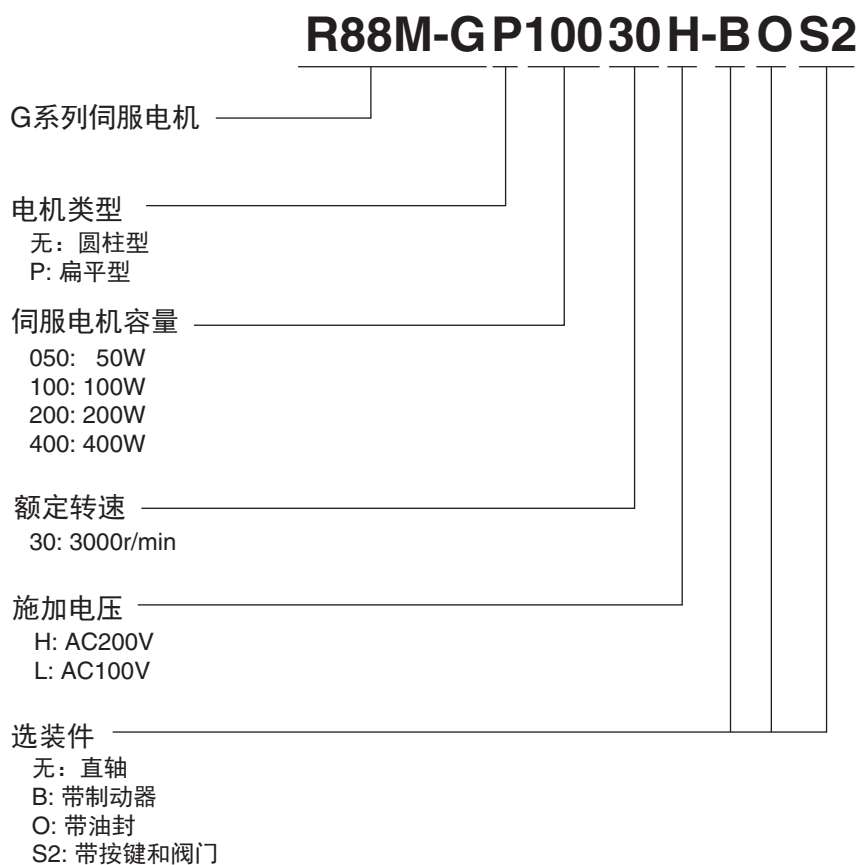 R88M-GP10030H-BOS2
G系列伺服电机
电机类型
无：圆柱型
P: 扁平型
伺服电机容量
050: 50W
100: 100W
200: 200W
400: 400W
额定转速
30: 3000r/min
施加电压
H: AC200V
L: AC100V
选装件
无：直轴
B: 带制动器
O: 带油封
S2: 带按键和阀门